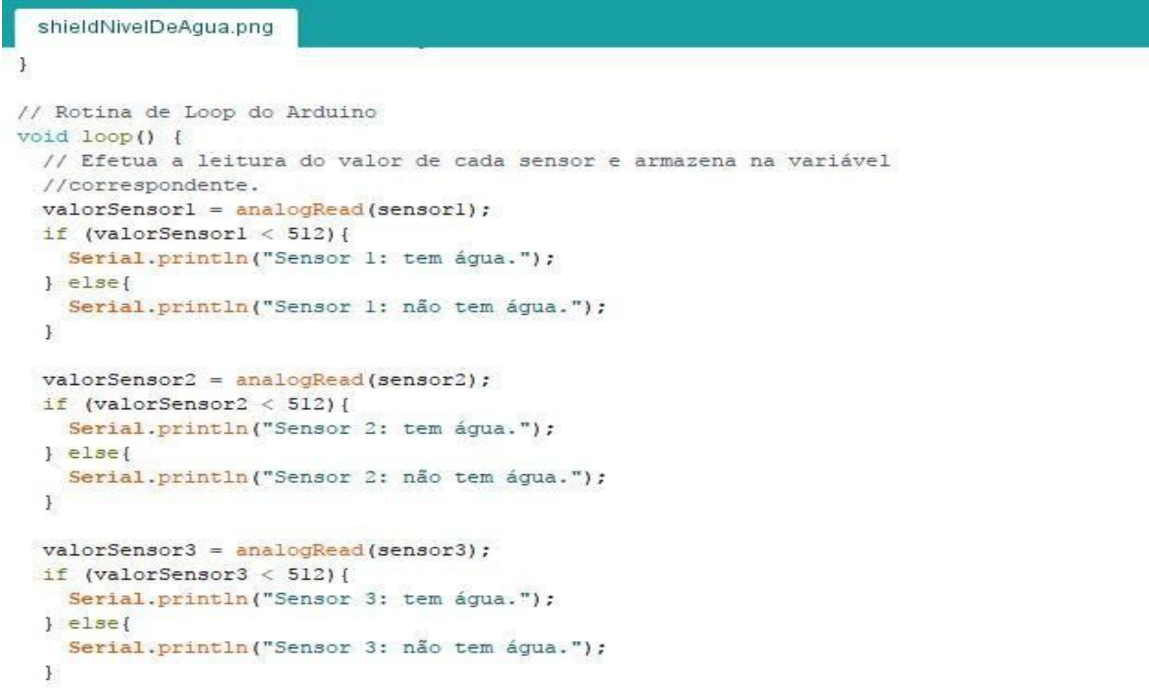 shieldNivelDeAgua.png
}
// Rotina de Loop do Arduino
void loop() {
  // Efetua a leitura do valor de cada sensor e armazena na variável
  //correspondente.
  valorSensor1 = analogRead(sensor1);
  if (valorSensor1 < 512){
    Serial.println("Sensor 1: tem água.");
  } else{
    Serial.println("Sensor 1: não tem água.");
  }

  valorSensor2 = analogRead(sensor2);
  if (valorSensor2 < 512){
    Serial.println("Sensor 2: tem água.");
  } else{
    Serial.println("Sensor 2: não tem água.");
  }

  valorSensor3 = analogRead(sensor3);
  if (valorSensor3 < 512){
    Serial.println("Sensor 3: tem água.");
  } else{
    Serial.println("Sensor 3: não tem água.");
  }